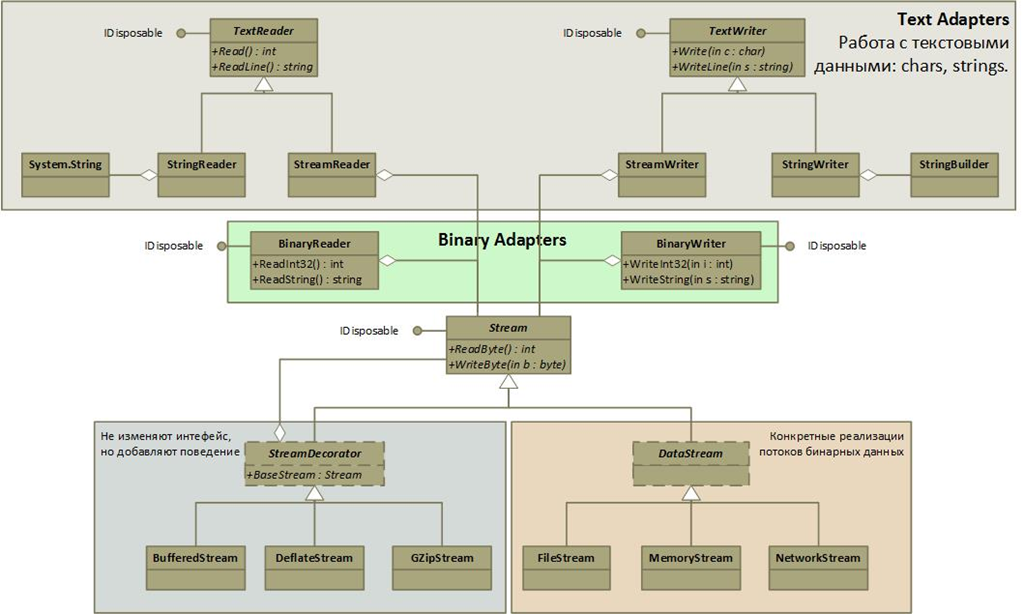 Text Adapters
Работа с текстовыми
данными: chars, strings.
IDisposable
TextReader
+Read() : int
+ReadLine() : string
IDisposable
TextWriter
+Write(in c : char)
+WriteLine(in s : string)
System.String
StringReader
StreamReader
StreamWriter
StringWriter
StringBuilder
Binary Adapters
IDisposable
BinaryReader
+ReadInt32() : int
+ReadString() : string
BinaryWriter
+WriteInt32(in i : int)
+WriteString(in s : string)
IDisposable
IDisposable
Stream
+ReadByte() : int
+WriteByte(in b : byte)
Не изменяют интефейс,
но добавляют поведение
StreamDecorator
+BaseStream : Stream
BufferedStream
DeflateStream
GZipStream
Конкретные реализации
потоков бинарных данных
DataStream
FileStream
MemoryStream
NetworkStream